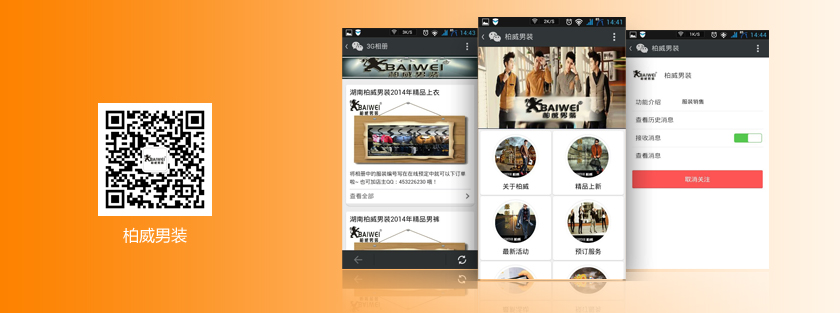 柏威男装
3K/S
14:43
3G相册
BAIWEI
柏威男装
湖南柏威男装2014年精品上衣
BAIWEI
柏威男装
将相册中的服装编号写在在线预定中就可以下订单
啦~ 也可加店主QQ：453226230 哦！
查看全部
湖南柏威男装2014年精品男裤
BAIWEI
柏威男装
2K/S
14:41
柏威男装
BAIWEI
柏威男装
关于柏威
精品上新
最新活动
预订服务
1K/S
14:44
柏威男装
BAIWEI
柏威男装
功能介绍 服装销售
查看历史消息
接收消息
查看消息
取消关注